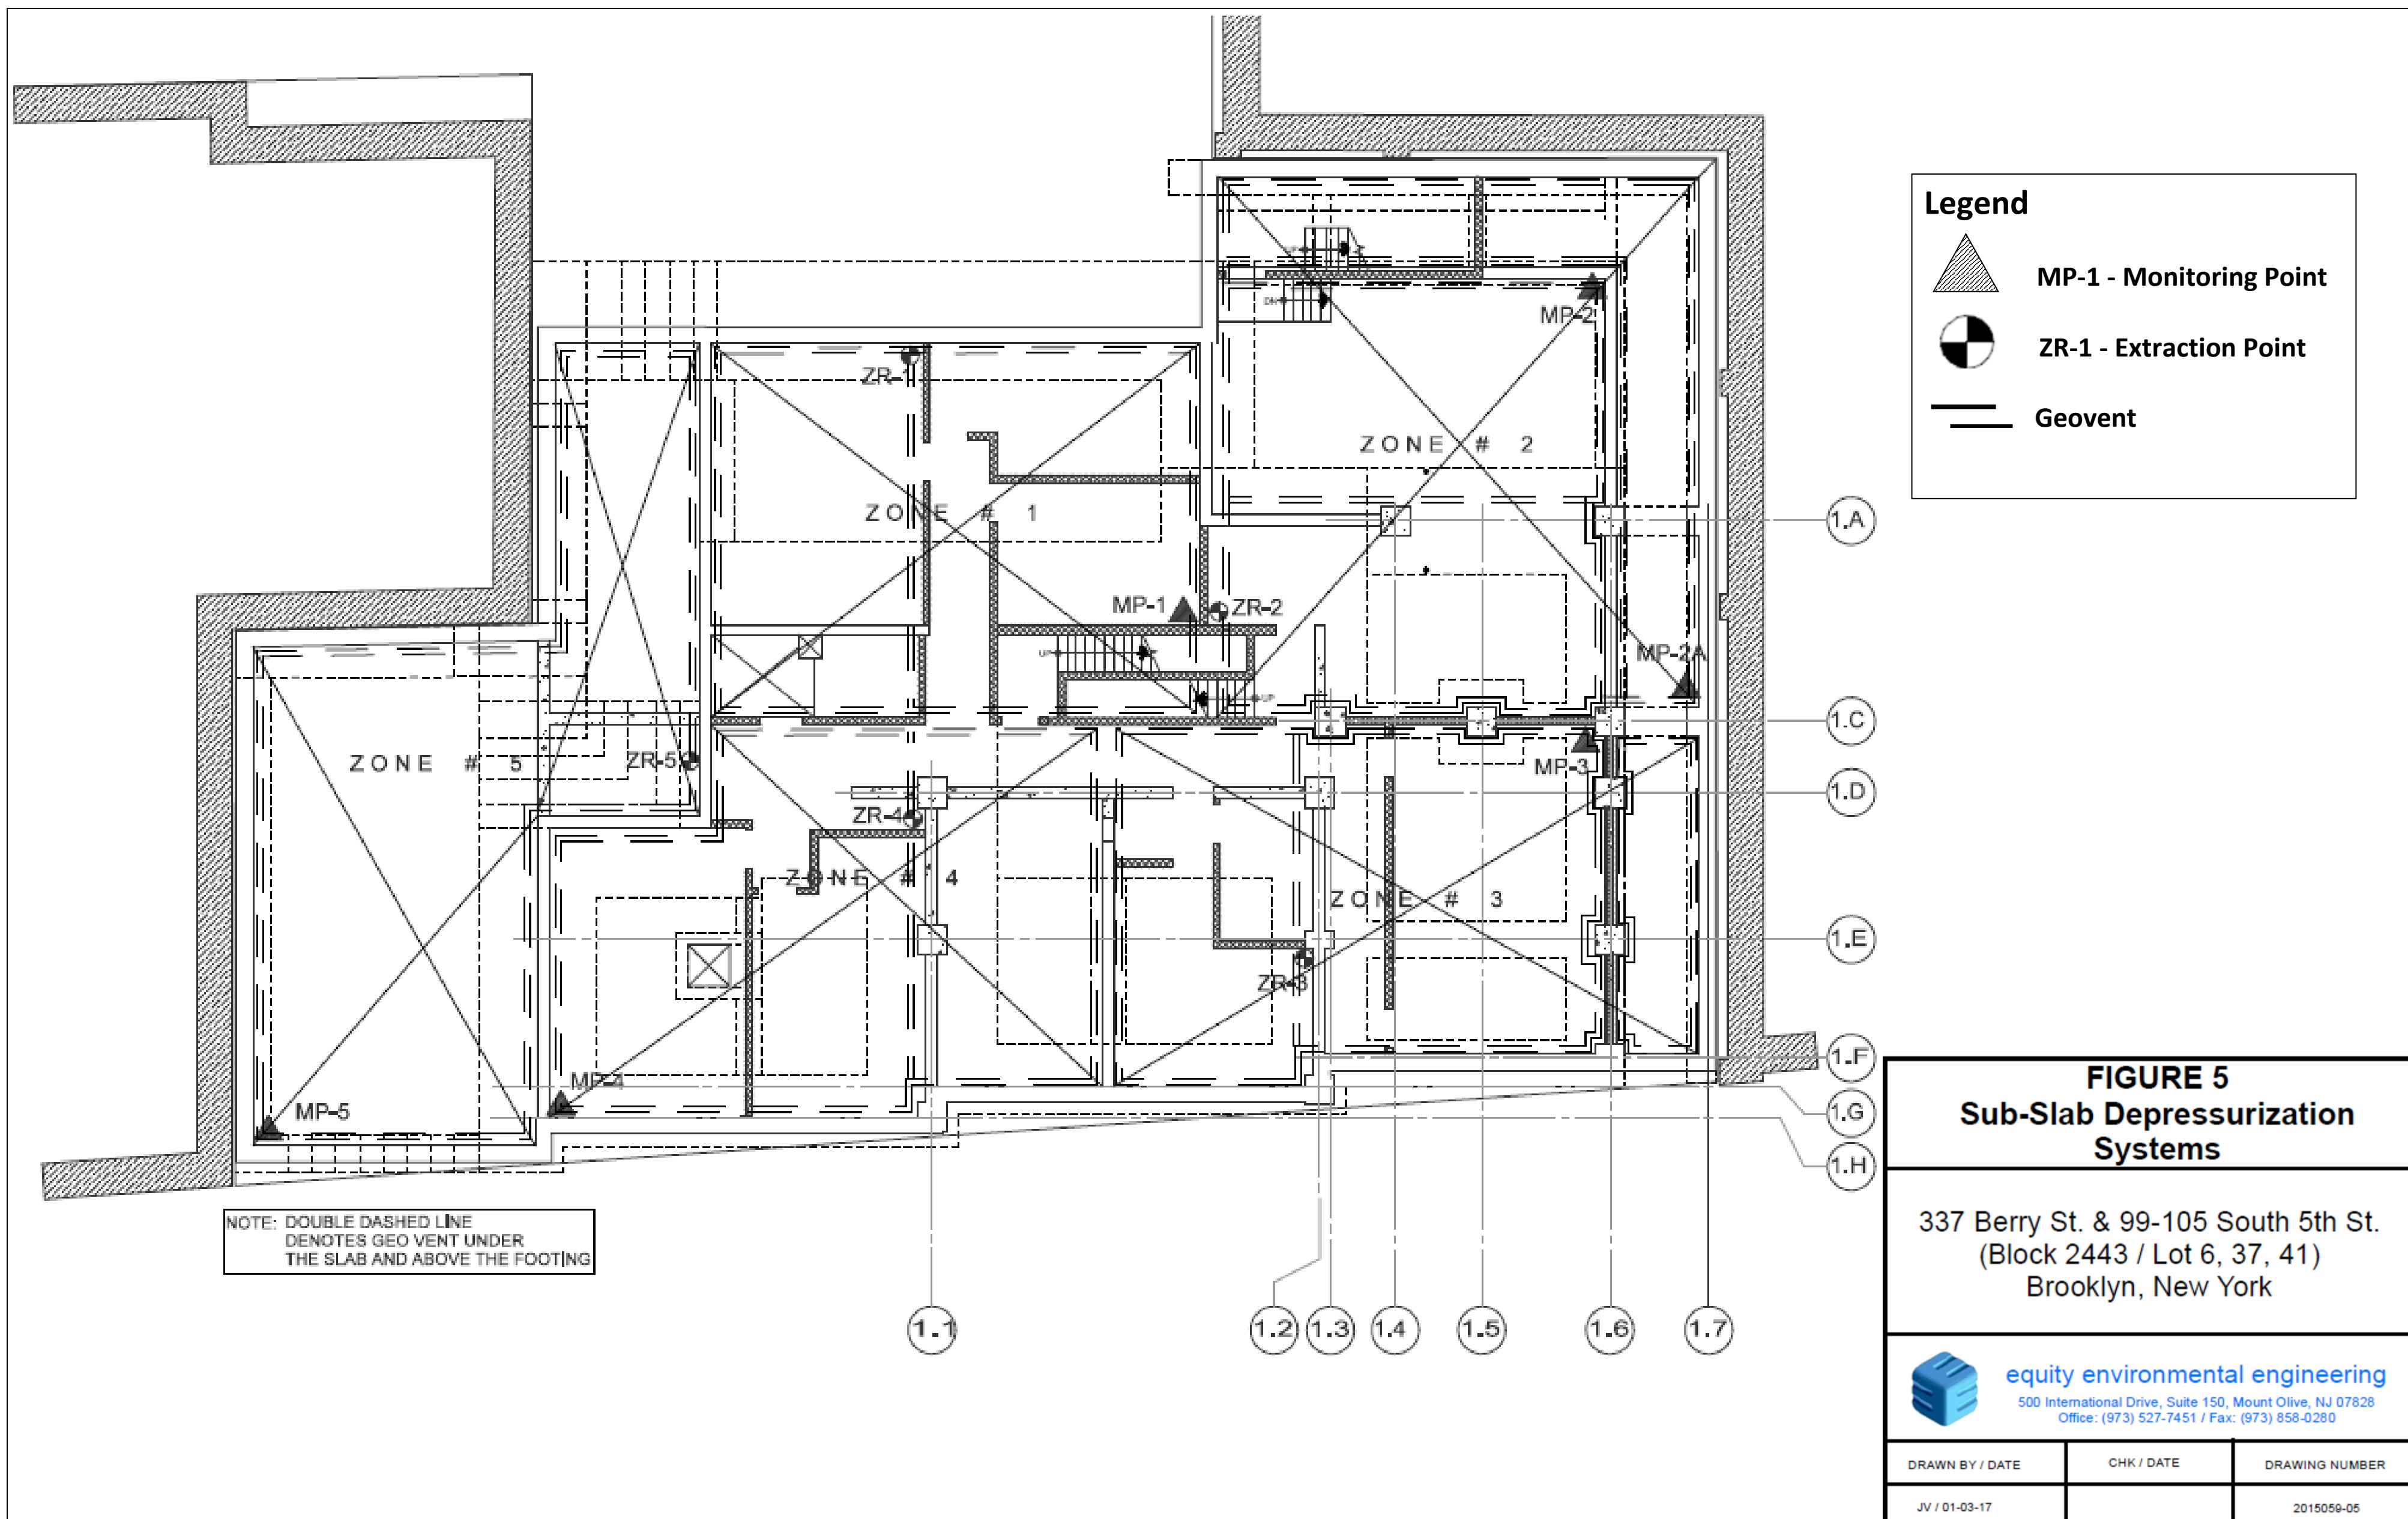 Legend
MP-1 - Monitoring Point
ZR-1 - Extraction Point
Geovent
UP
DN
MP-2
ZR-1
ZONE # 2
ZONE # 1
1.A
MP-1
ZR-2
UP
MP-2A
UP
1.C
ZONE # 5
ZR-5
MP-3
1.D
ZR-4
ZONE # 4
ZONE # 3
1.E
ZR-3
1.F
MP-4
MP-5
1.G
1.H
NOTE: DOUBLE DASHED LINE
DENOTES GEO VENT UNDER
THE SLAB AND ABOVE THE FOOTING
1.1
1.2
1.3
1.4
1.5
1.6
1.7
FIGURE 5
Sub-Slab Depressurization
Systems
337 Berry St. & 99-105 South 5th St.
(Block 2443 / Lot 6, 37, 41)
Brooklyn, New York
equity environmental engineering
500 International Drive, Suite 150, Mount Olive, NJ 07828
Office: (973) 527-7451 / Fax: (973) 858-0280
DRAWN BY / DATE
CHK / DATE
DRAWING NUMBER
JV / 01-03-17
2015059-05